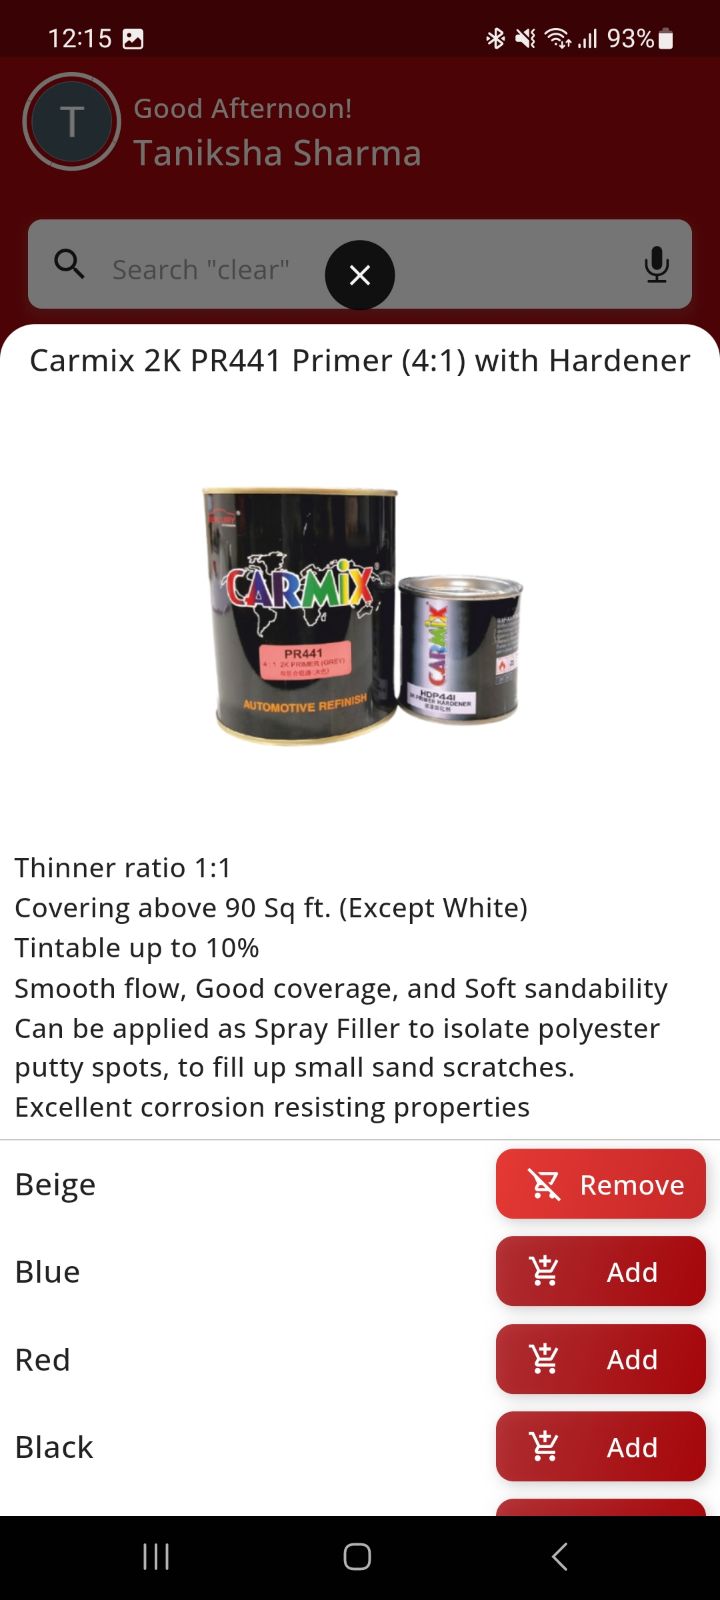 12:15
93%
T
Good Afternoon!
Taniksha Sharma
Search "clear"
Carmix 2K PR441 Primer (4:1) with Hardener
CARMIX
PR441
4:1 2K PRIMER (GREY)
AUTOMOTIVE REFINISH
CARMIX
HDP441
PRIMER HARDENER
Thinner ratio 1:1
Covering above 90 Sq ft. (Except White)
Tintable up to 10%
Smooth flow, Good coverage, and Soft sandability
Can be applied as Spray Filler to isolate polyester
putty spots, to fill up small sand scratches.
Excellent corrosion resisting properties
Beige
Remove
Blue
Add
Red
Add
Black
Add